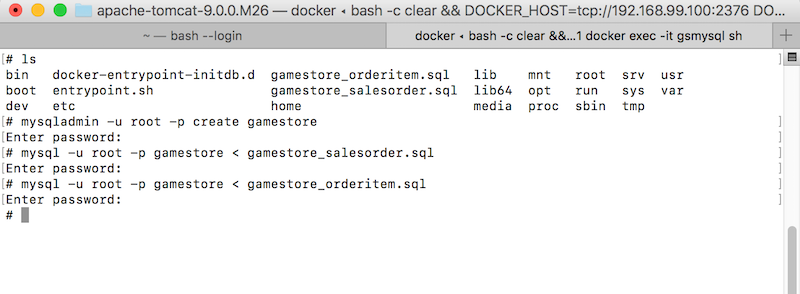 apache-tomcat-9.0.0.M26 — docker ◂ bash -c clear && DOCKER_HOST=tcp://192.168.99.100:2376 DO...
~ — bash --login
docker ◂ bash -c clear &&...1 docker exec -it gsmysql sh
+
[# ls ]
bin docker-entrypoint-initdb.d gamestore_orderitem.sql lib mnt root srv usr
boot entrypoint.sh gamestore_salesorder.sql lib64 opt run sys var
dev etc home media proc sbin tmp
[# mysqladmin -u root -p create gamestore ]
[Enter password: ]
[# mysql -u root -p gamestore < gamestore_salesorder.sql ]
[Enter password: ]
[# mysql -u root -p gamestore < gamestore_orderitem.sql ]
[Enter password: ]
#